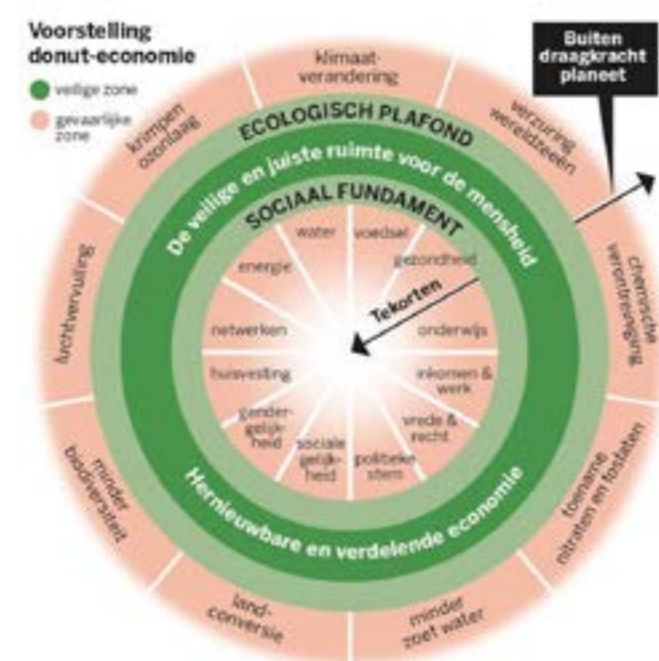 Voorstelling
donut-economie
veilige zone
gevaarlijke
zone
Buiten
draagkracht
planeet
klimaat-
verandering
verzuring
wereldzeeën
chemische
verontreiniging
toename
nitraten en fosfaten
minder
zoet water
land-
conversie
minder
biodiversiteit
luchtvervuiling
krimpen
ozonlaag
ECOLOGISCH PLAFOND
De veilige en juiste ruimte voor de mensheid
SOCIAAL FUNDAMENT
water
voedsel
gezondheid
onderwijs
inkomen &
werk
vrede &
recht
politieke
stem
sociale
gelijk-
heid
gender-
gelijk-
heid
huisvesting
netwerken
energie
Tekorten
Hernieuwbare en verdelende economie